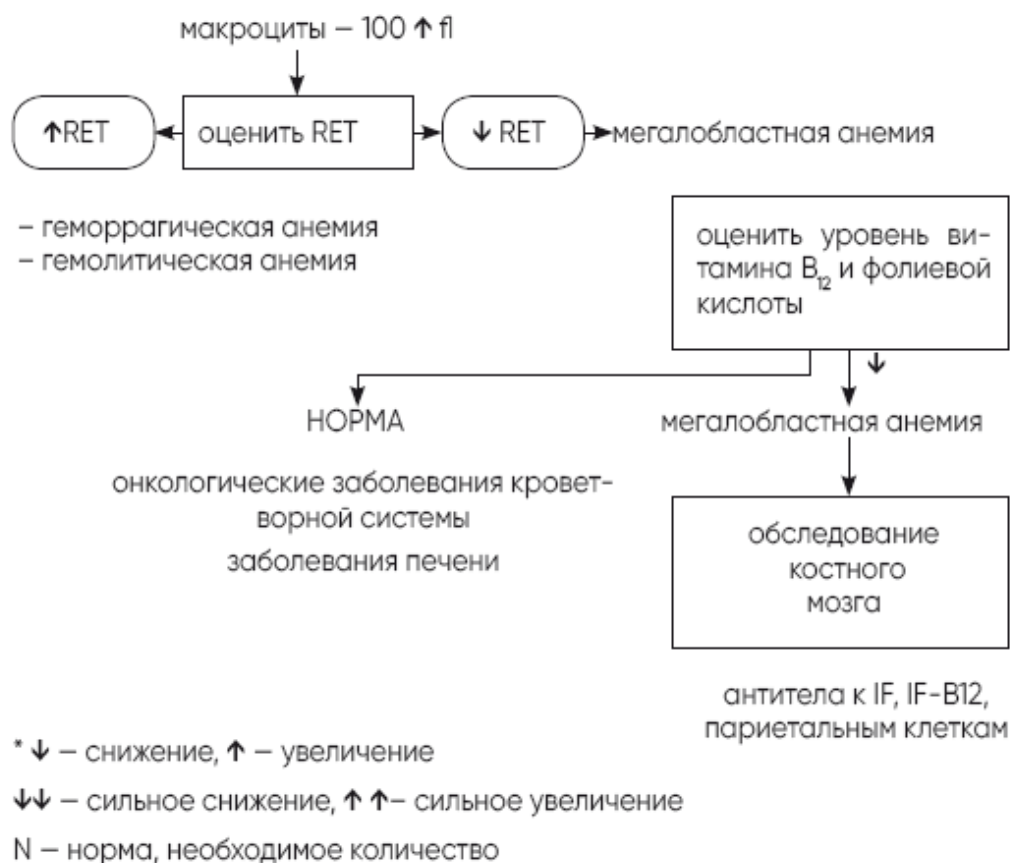 макроциты – 100 ↑ fl
↑RET
оценить RET
↓ RET
мегалобластная анемия
– геморрагическая анемия
– гемолитическая анемия
оценить уровень ви-
тамина B₁₂ и фолиевой
кислоты
↓
НОРМА
мегалобластная анемия
онкологические заболевания кровет-
ворной системы
заболевания печени
обследование
костного
мозга
антитела к IF, IF-B12,
париетальным клеткам
* ↓ – снижение, ↑ – увеличение
↓↓ – сильное снижение, ↑ ↑– сильное увеличение
N – норма, необходимое количество